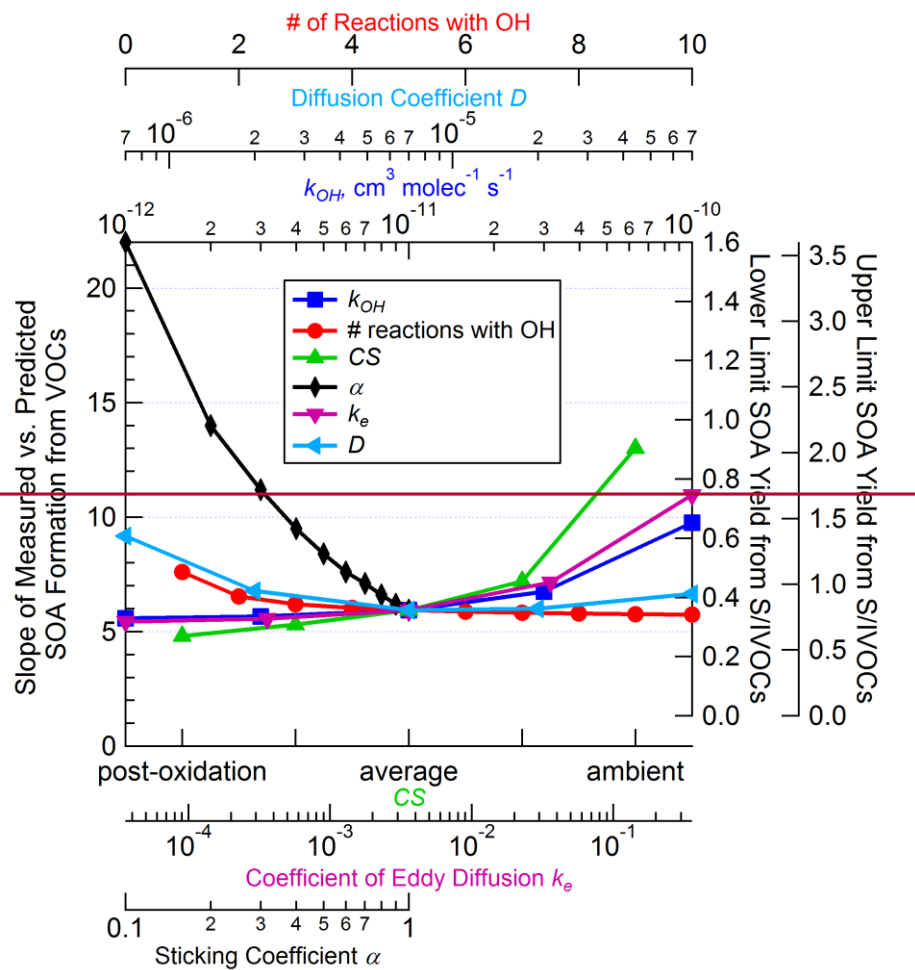 # of Reactions with OH
0 2 4 6 8 10
Diffusion Coefficient D
7 10⁻⁶ 2 3 4 5 6 7 10⁻⁵ 2 3 4 5 6 7
k_OH, cm³ molec⁻¹ s⁻¹
10⁻¹² 2 3 4 5 6 7 10⁻¹¹ 2 3 4 5 6 7 10⁻¹⁰
Slope of Measured vs. Predicted
SOA Formation from VOCs
20
15
10
5
0
k_OH
# reactions with OH
CS
α
k_e
D
1.6
1.4
1.2
1.0
0.8
0.6
0.4
0.2
0.0
Lower Limit SOA Yield from S/IVOCs
3.5
3.0
2.5
2.0
1.5
1.0
0.5
0.0
Upper Limit SOA Yield from S/IVOCs
post-oxidation average ambient
CS
10⁻⁴ 10⁻³ 10⁻² 10⁻¹
Coefficient of Eddy Diffusion k_e
0.1 2 3 4 5 6 7 1
Sticking Coefficient α